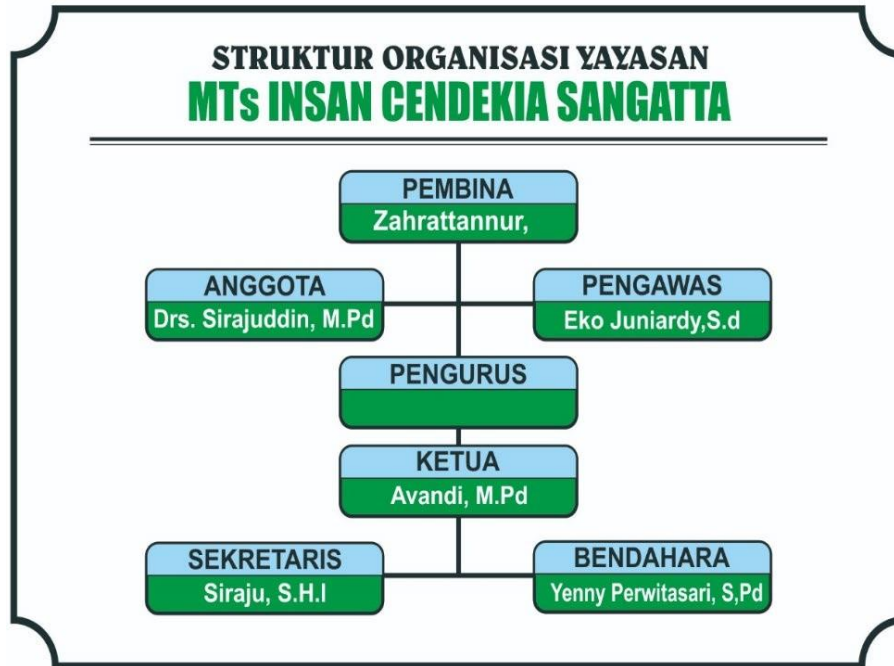 STRUKTUR ORGANISASI YAYASAN
MTs INSAN CENDEKIA SANGATTA
PEMBINA
Zahrattannur,
ANGGOTA
Drs. Sirajuddin, M.Pd
PENGAWAS
Eko Juniardy,S.d
PENGURUS
KETUA
Avandi, M.Pd
SEKRETARIS
Siraju, S.H.I
BENDAHARA
Yenny Perwitasari, S,Pd